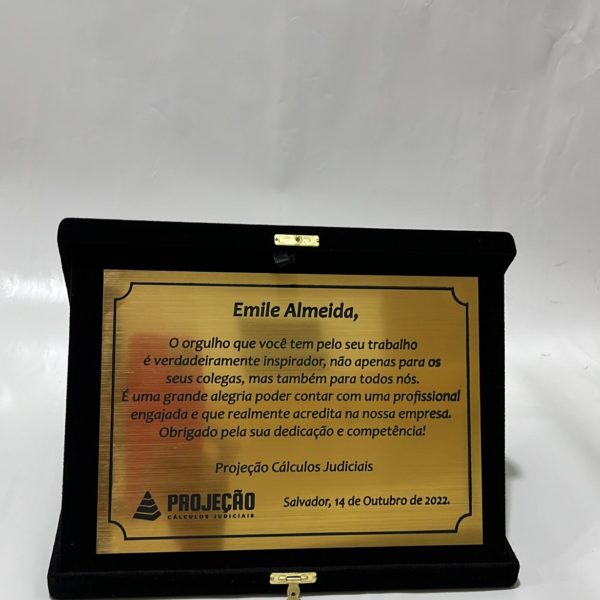 Emile Almeida,
O orgulho que você tem pelo seu trabalho
é verdadeiramente inspirador, não apenas para os
seus colegas, mas também para todos nós.
É uma grande alegria poder contar com uma profissional
engajada e que realmente acredita na nossa empresa.
Obrigado pela sua dedicação e competência!
Projeção Cálculos Judiciais
PROJEÇÃO
CÁLCULOS JUDICIAIS
Salvador, 14 de Outubro de 2022.